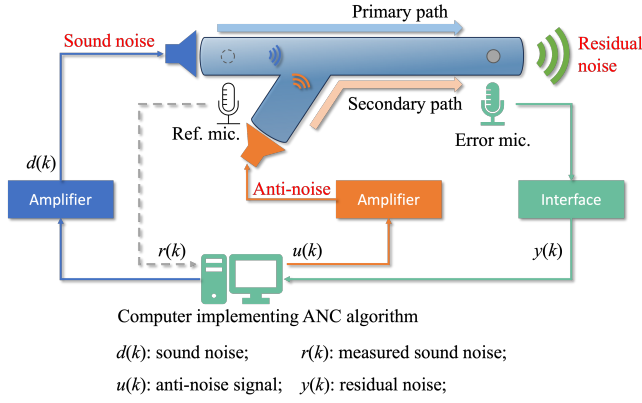 Primary path
Sound noise
Residual
noise
Secondary path
Ref. mic.
Error mic.
d(k)
Anti-noise
Amplifier
Amplifier
Interface
r(k)
u(k)
y(k)
Computer implementing ANC algorithm
d(k): sound noise; r(k): measured sound noise;
u(k): anti-noise signal; y(k): residual noise;